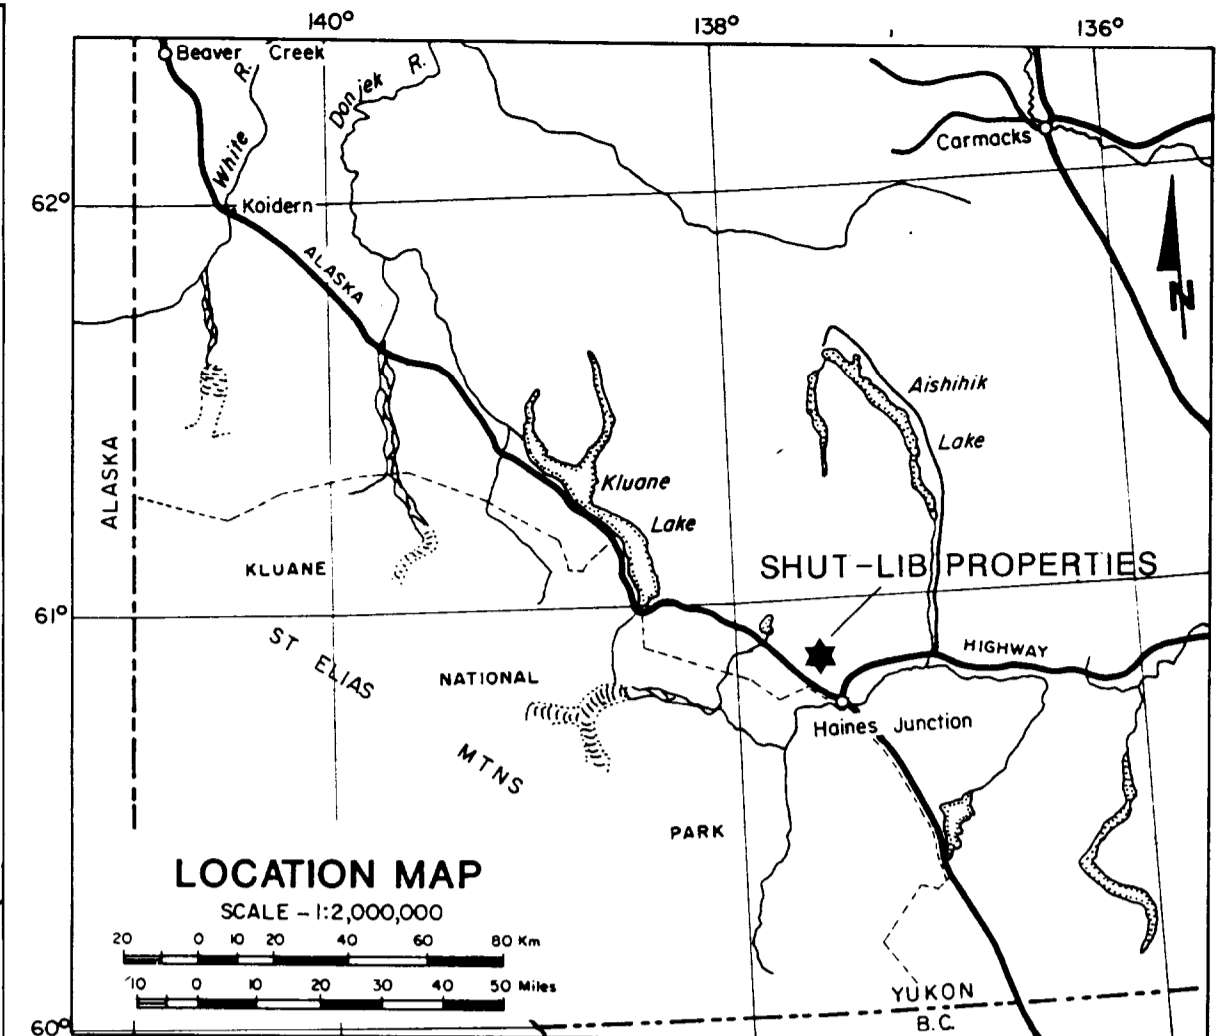 140° 138° 136°
Beaver Creek
White R.
Donjek R.
Carmacks
62°
Koidern
ALASKA
N
Aishihik
Lake
ALASKA
Kluane
Lake
SHUT-LIB PROPERTIES
KLUANE
61°
ST ELIAS
HIGHWAY
NATIONAL
Haines Junction
MTNS
PARK
LOCATION MAP
SCALE - 1:2,000,000
20 0 10 20 40 60 80 Km
10 0 10 20 30 40 50 Miles
YUKON
B.C.
60°